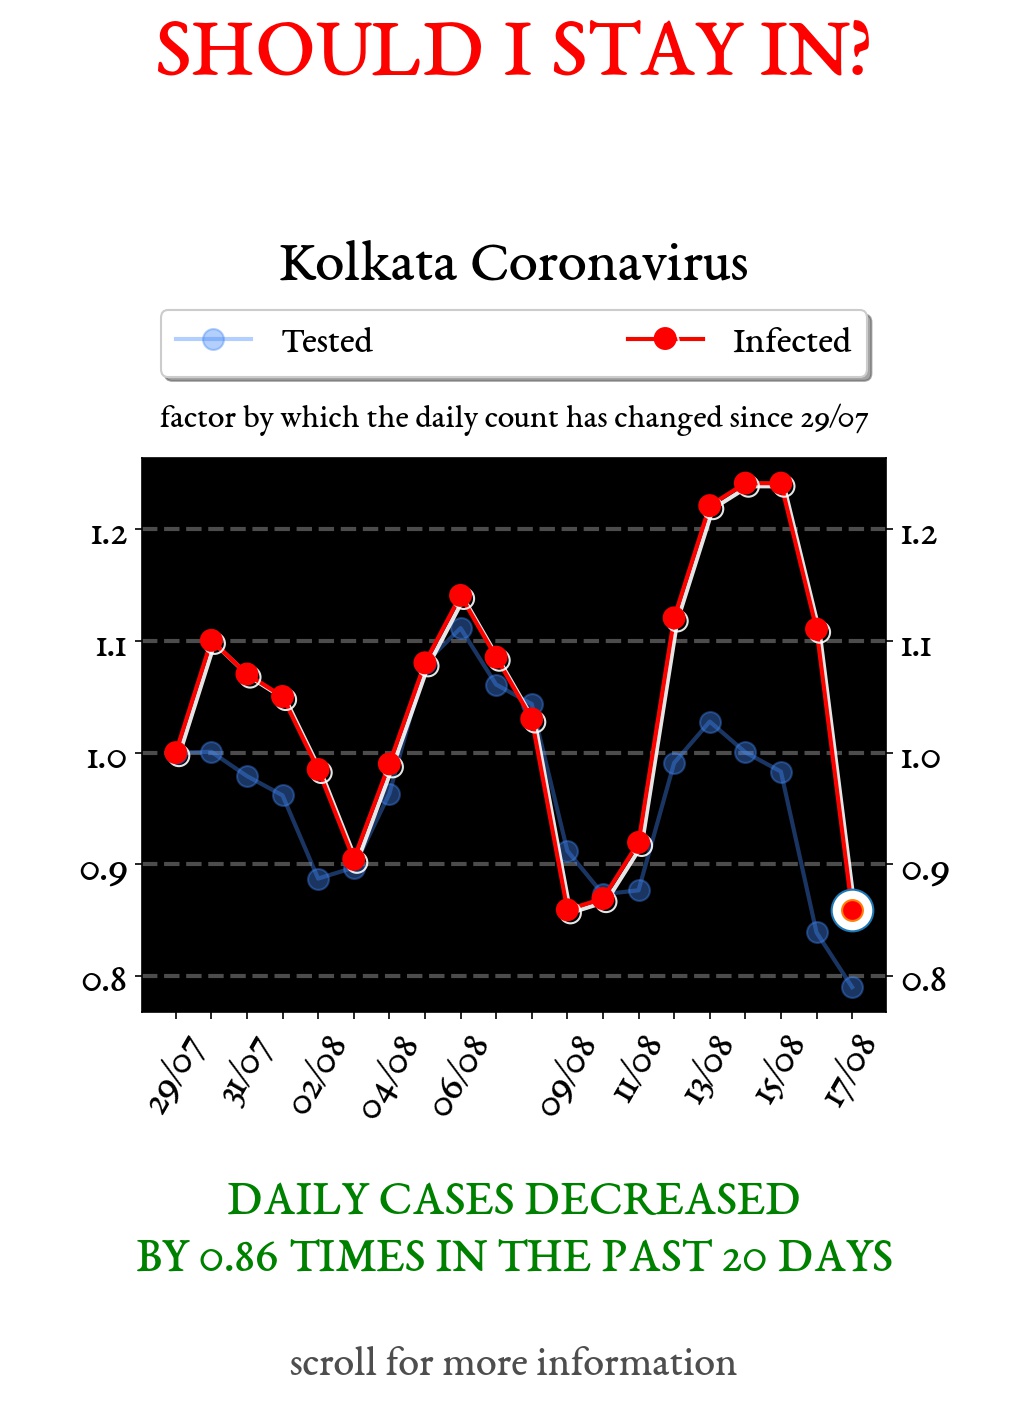 SHOULD I STAY IN?
Kolkata Coronavirus
Tested Infected
factor by which the daily count has changed since 29/07
1.2 1.2
1.1 1.1
1.0 1.0
0.9 0.9
0.8 0.8
29/07 31/07 02/08 04/08 06/08 09/08 11/08 13/08 15/08 17/08
DAILY CASES DECREASED
BY 0.86 TIMES IN THE PAST 20 DAYS
scroll for more information